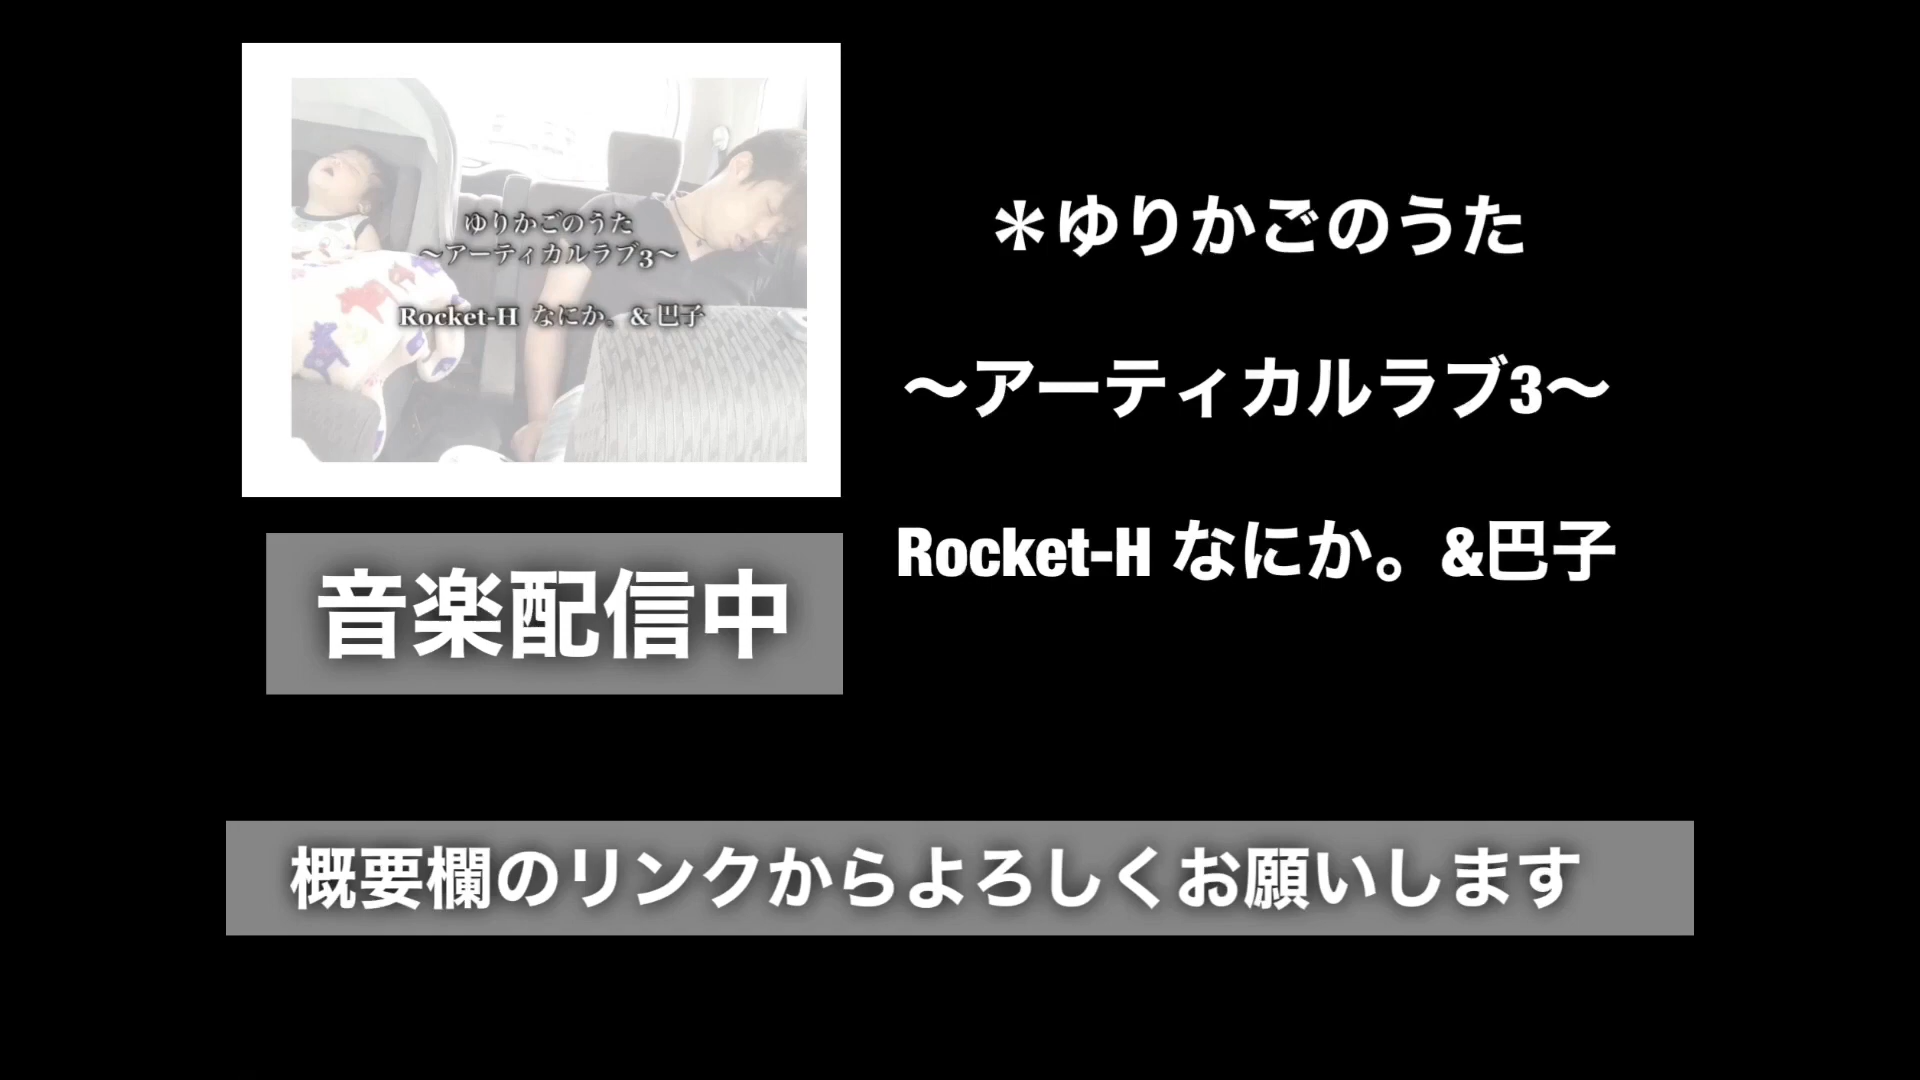 ゆりかごのうた
〜アーティカルラブ3〜
Rocket-H なにか。& 巴子
＊ゆりかごのうた
〜アーティカルラブ3〜
Rocket-H なにか。&巴子
音楽配信中
概要欄のリンクからよろしくお願いします